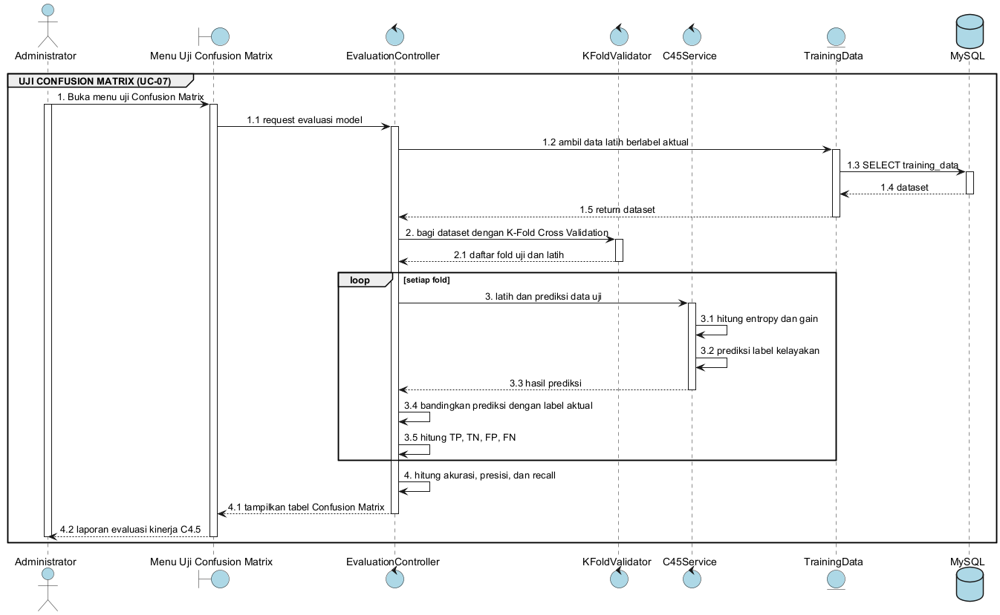 Administrator
Menu Uji Confusion Matrix
EvaluationController
KFoldValidator
C45Service
TrainingData
MySQL
UJI CONFUSION MATRIX (UC-07)
1. Buka menu uji Confusion Matrix
1.1 request evaluasi model
1.2 ambil data latih berlabel aktual
1.3 SELECT training_data
1.4 dataset
1.5 return dataset
2. bagi dataset dengan K-Fold Cross Validation
2.1 daftar fold uji dan latih
loop
[setiap fold]
3. latih dan prediksi data uji
3.1 hitung entropy dan gain
3.2 prediksi label kelayakan
3.3 hasil prediksi
3.4 bandingkan prediksi dengan label aktual
3.5 hitung TP, TN, FP, FN
4. hitung akurasi, presisi, dan recall
4.1 tampilkan tabel Confusion Matrix
4.2 laporan evaluasi kinerja C4.5
Administrator
Menu Uji Confusion Matrix
EvaluationController
KFoldValidator
C45Service
TrainingData
MySQL